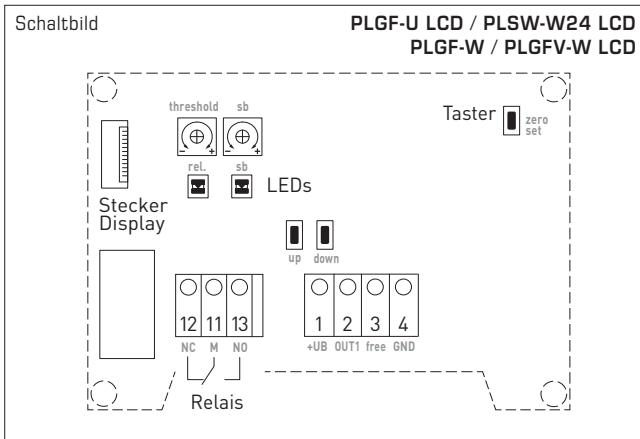 Schaltbild
PLGF-U LCD / PLSW-W24 LCD
PLGF-W / PLGFV-W LCD
threshold sb
- + - +
Taster
zero
set
rel. sb
LEDs
Stecker
Display
up down
12 11 13
NC M NO
1 2 3 4
+UB OUT1 free GND
Relais